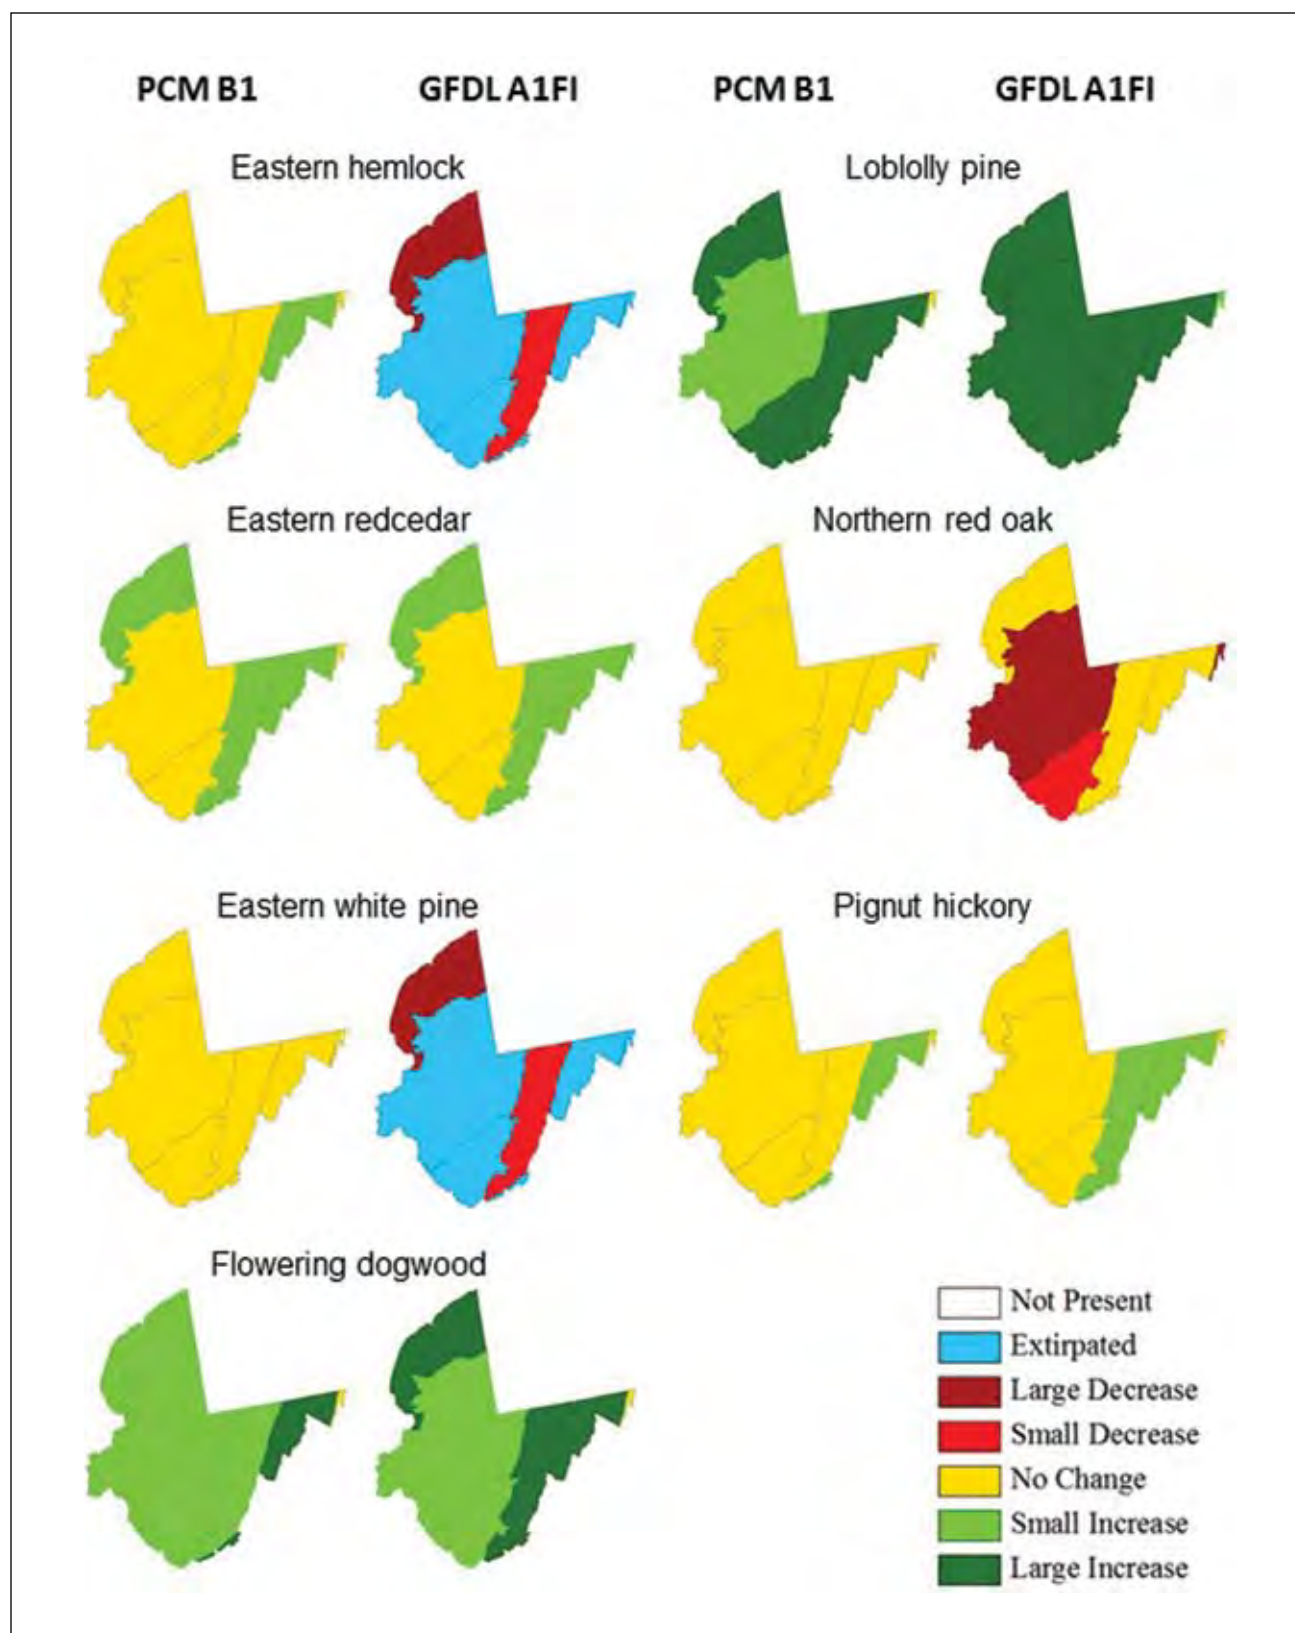 PCM B1 GFDL A1FI PCM B1 GFDL A1FI
Eastern hemlock Loblolly pine
Eastern redcedar Northern red oak
Eastern white pine Pignut hickory
Flowering dogwood
Not Present
Extirpated
Large Decrease
Small Decrease
No Change
Small Increase
Large Increase